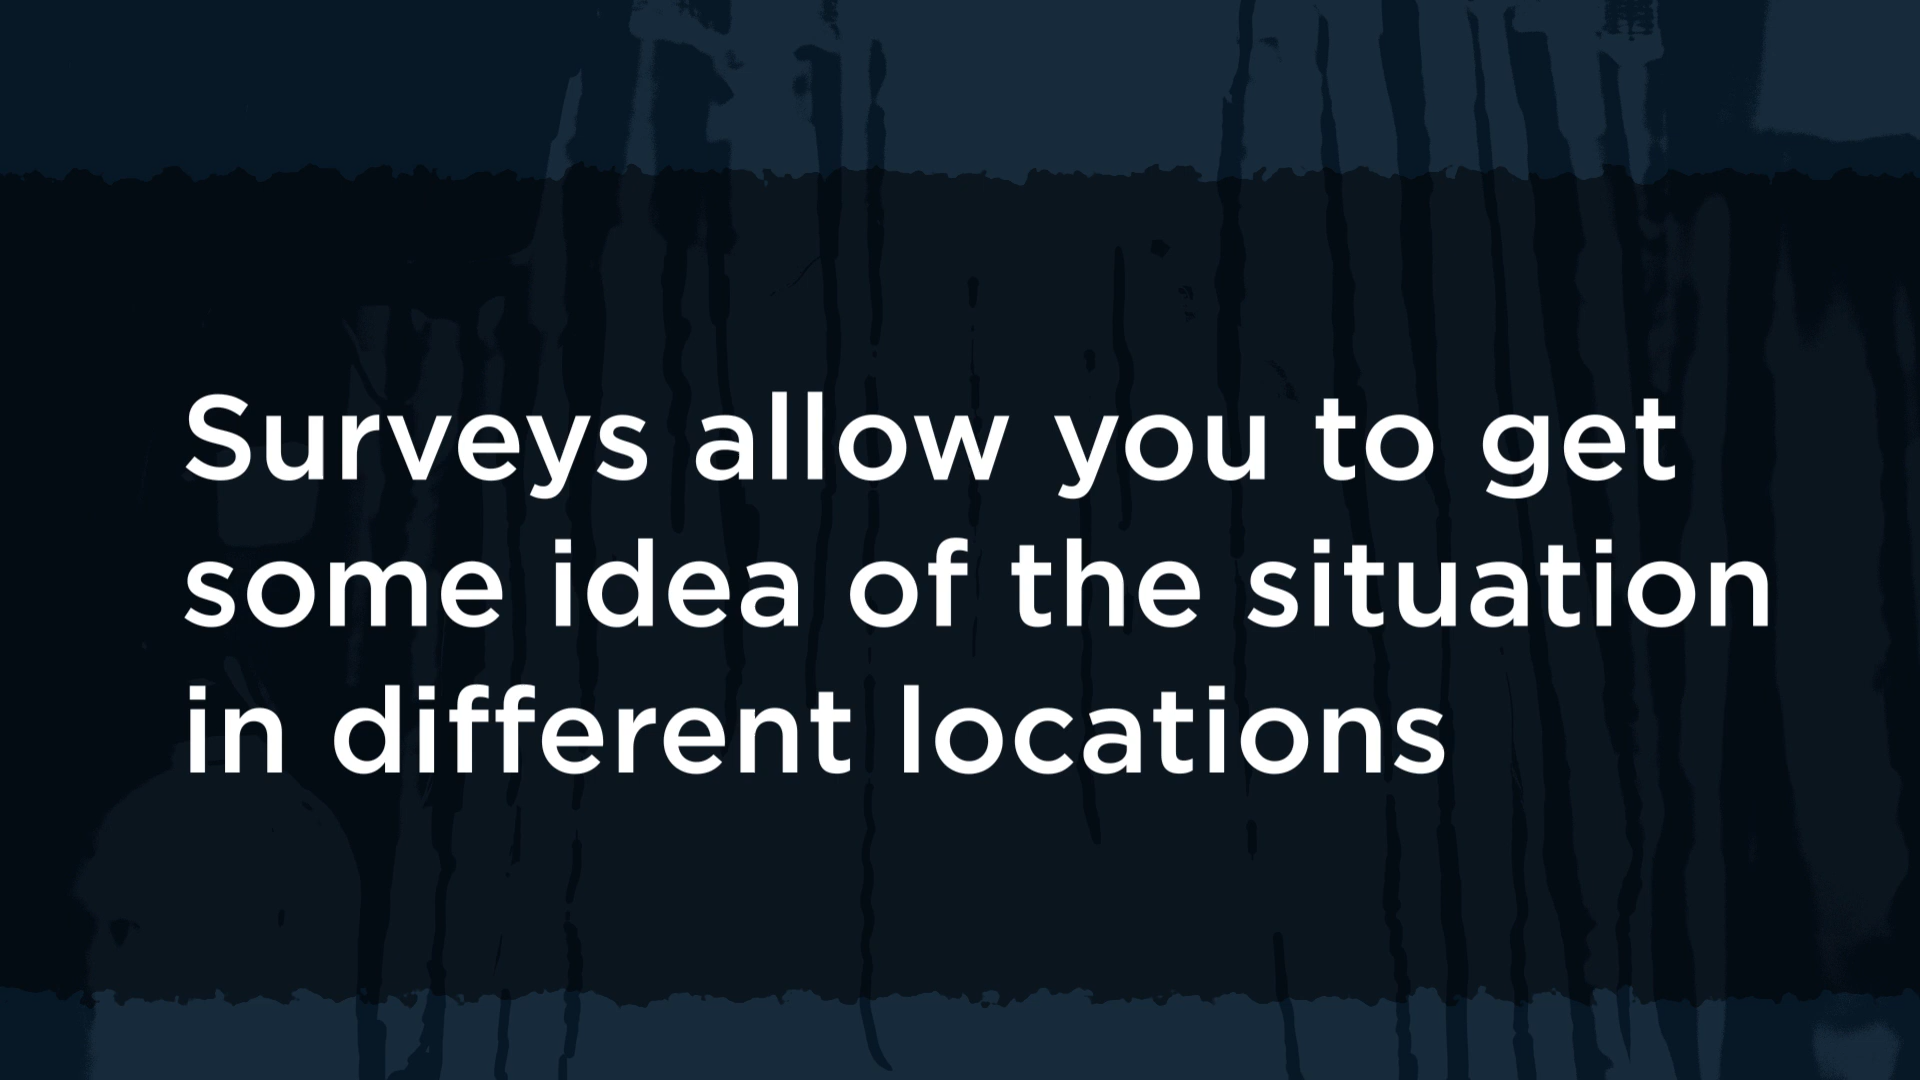 Surveys allow you to get
some idea of the situation
in different locations